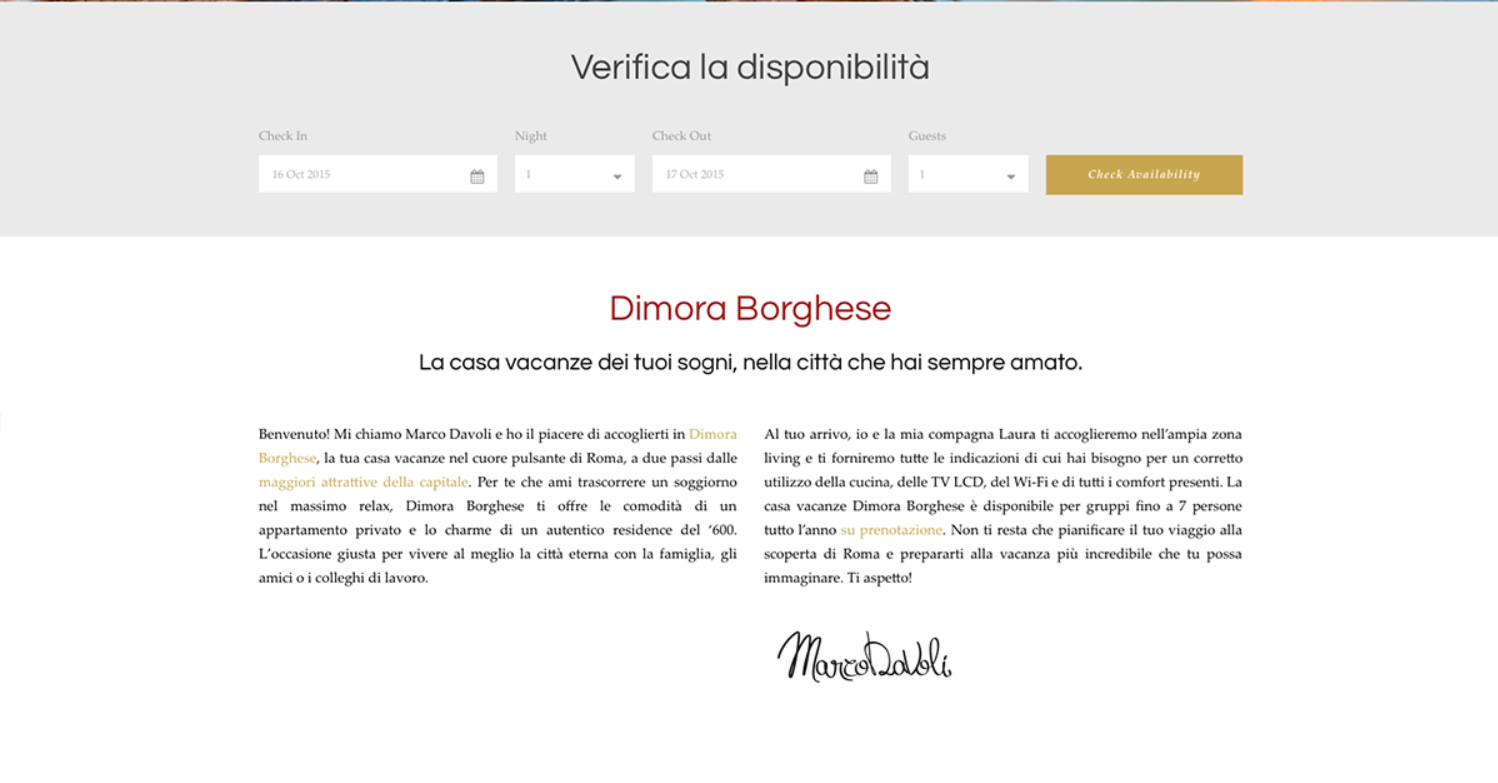 Verifica la disponibilità
Check In
Night
Check Out
Guests
16 Oct 2015
1
17 Oct 2015
1
Check Availability
Dimora Borghese
La casa vacanze dei tuoi sogni, nella città che hai sempre amato.
Benvenuto! Mi chiamo Marco Davoli e ho il piacere di accoglierti in Dimora
Borghese, la tua casa vacanze nel cuore pulsante di Roma, a due passi dalle
maggiori attrattive della capitale. Per te che ami trascorrere un soggiorno
nel massimo relax, Dimora Borghese ti offre le comodità di un
appartamento privato e lo charme di un autentico residence del ‘600.
L’occasione giusta per vivere al meglio la città eterna con la famiglia, gli
amici o i colleghi di lavoro.
Al tuo arrivo, io e la mia compagna Laura ti accoglieremo nell’ampia zona
living e ti forniremo tutte le indicazioni di cui hai bisogno per un corretto
utilizzo della cucina, delle TV LCD, del Wi-Fi e di tutti i comfort presenti. La
casa vacanze Dimora Borghese è disponibile per gruppi fino a 7 persone
tutto l’anno su prenotazione. Non ti resta che pianificare il tuo viaggio alla
scoperta di Roma e prepararti alla vacanza più incredibile che tu possa
immaginare. Ti aspetto!
Marco Davoli